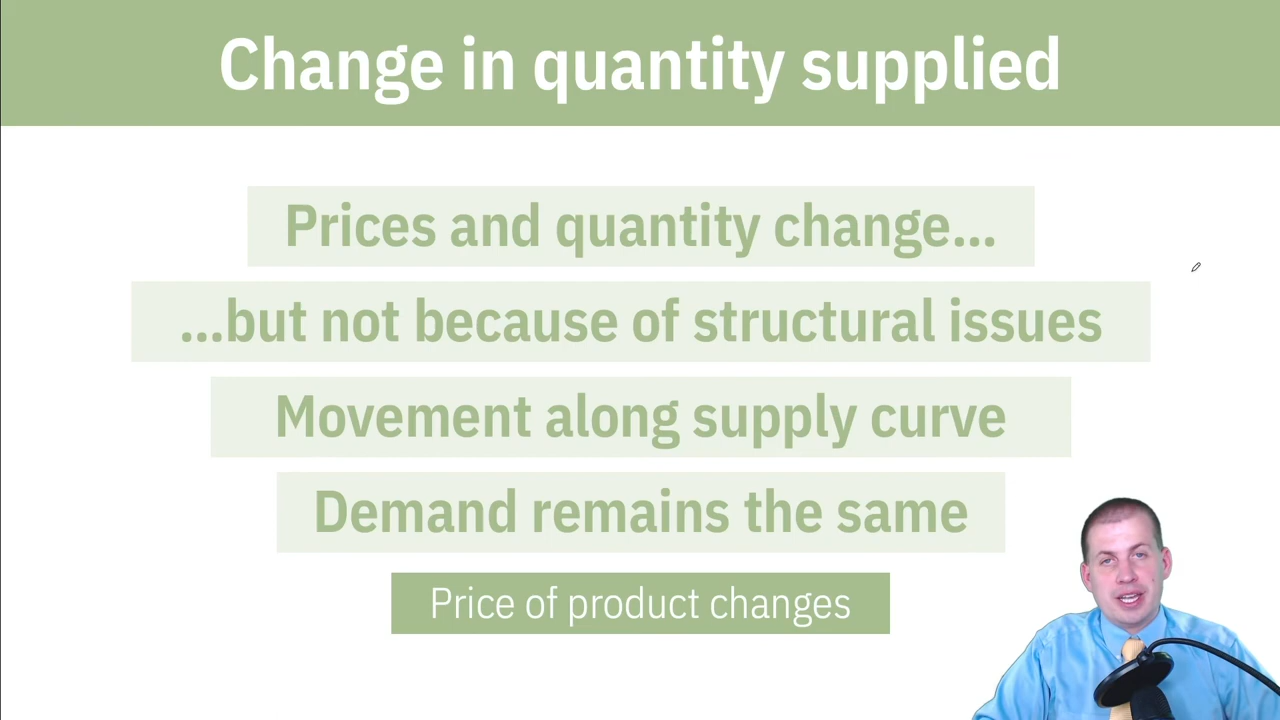 Change in quantity supplied
Prices and quantity change...
...but not because of structural issues
Movement along supply curve
Demand remains the same
Price of product changes